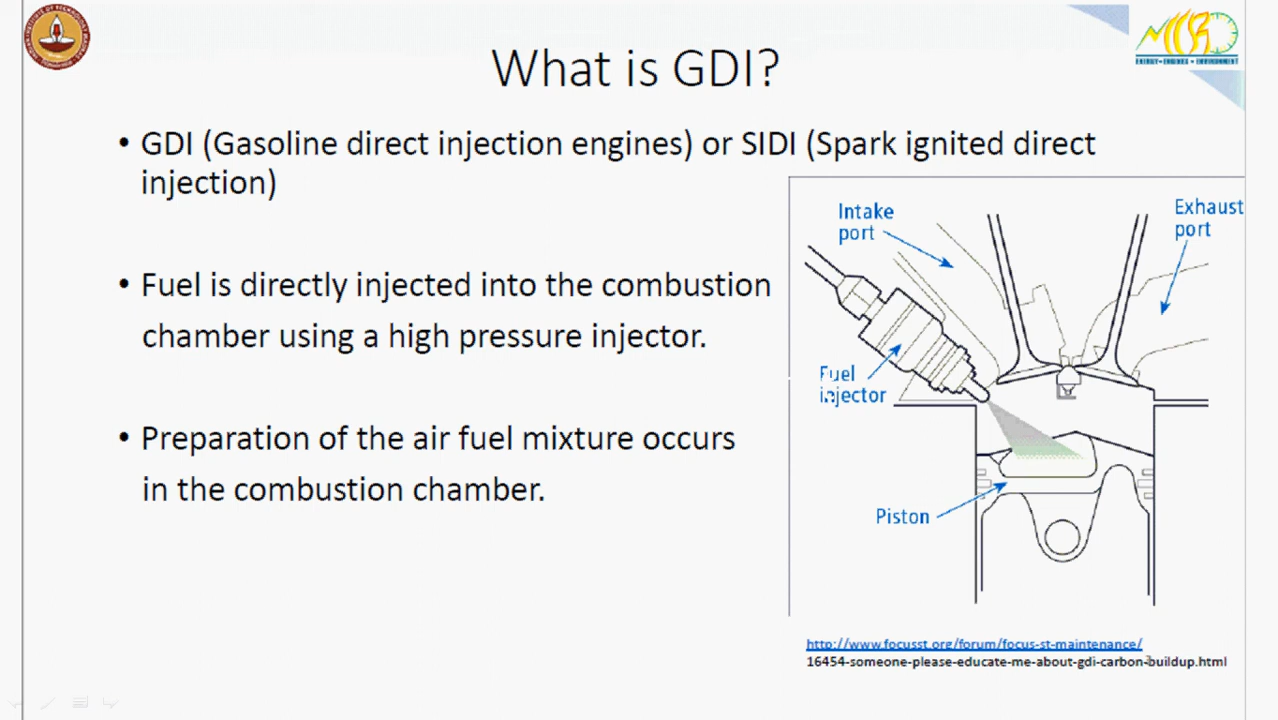 What is GDI?
• GDI (Gasoline direct injection engines) or SIDI (Spark ignited direct
injection)
• Fuel is directly injected into the combustion
chamber using a high pressure injector.
• Preparation of the air fuel mixture occurs
in the combustion chamber.
Intake
port
Exhaust
port
Fuel
injector
Piston
http://www.focusst.org/forum/focus-st-maintenance/
16454-someone-please-educate-me-about-gdi-carbon-buildup.html
ENERGY • ENGINES • ENVIRONMENT